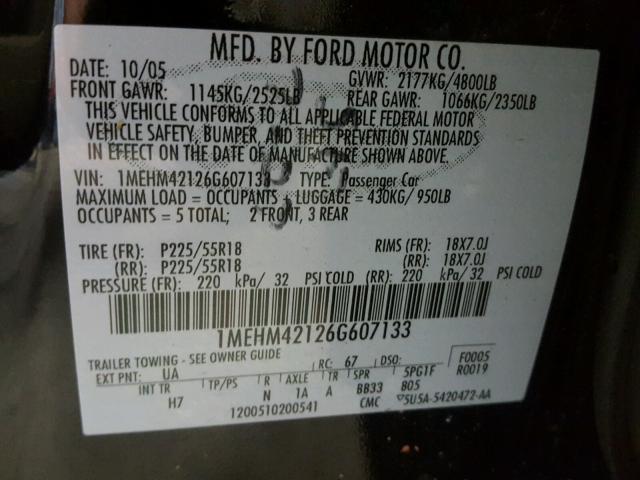 MFD. BY FORD MOTOR CO.
DATE: 10/05 GVWR: 2177KG/4800LB
FRONT GAWR: 1145KG/2525LB REAR GAWR: 1066KG/2350LB
THIS VEHICLE CONFORMS TO ALL APPLICABLE FEDERAL MOTOR
VEHICLE SAFETY, BUMPER, AND THEFT PREVENTION STANDARDS
IN EFFECT ON THE DATE OF MANUFACTURE SHOWN ABOVE.
VIN: 1MEHM42126G607133 TYPE: Passenger Car
MAXIMUM LOAD = OCCUPANTS + LUGGAGE = 430KG/ 950LB
OCCUPANTS = 5 TOTAL; 2 FRONT, 3 REAR
TIRE (FR): P225/55R18 RIMS (FR): 18X7.0J
(RR): P225/55R18 (RR): 18X7.0J
PRESSURE (FR): 220 kPa/ 32 PSI COLD (RR): 220 kPa/ 32 PSI COLD
1MEHM42126G607133
TRAILER TOWING - SEE OWNER GUIDE
EXT PNT: UA RC: 67 DSO: F0005
INT TR TP/PS R AXLE TR SPR 5PG1F R0019
H7 N 1A A BB33 805
1200510200541 CMC 5U5A-5420472-AA